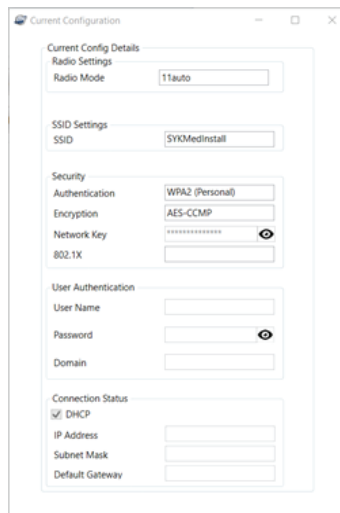 Current Configuration
Current Config Details
Radio Settings
Radio Mode 11auto
SSID Settings
SSID SYKMedInstall
Security
Authentication WPA2 (Personal)
Encryption AES-CCMP
Network Key **************
802.1X
User Authentication
User Name
Password
Domain
Connection Status
DHCP
IP Address
Subnet Mask
Default Gateway